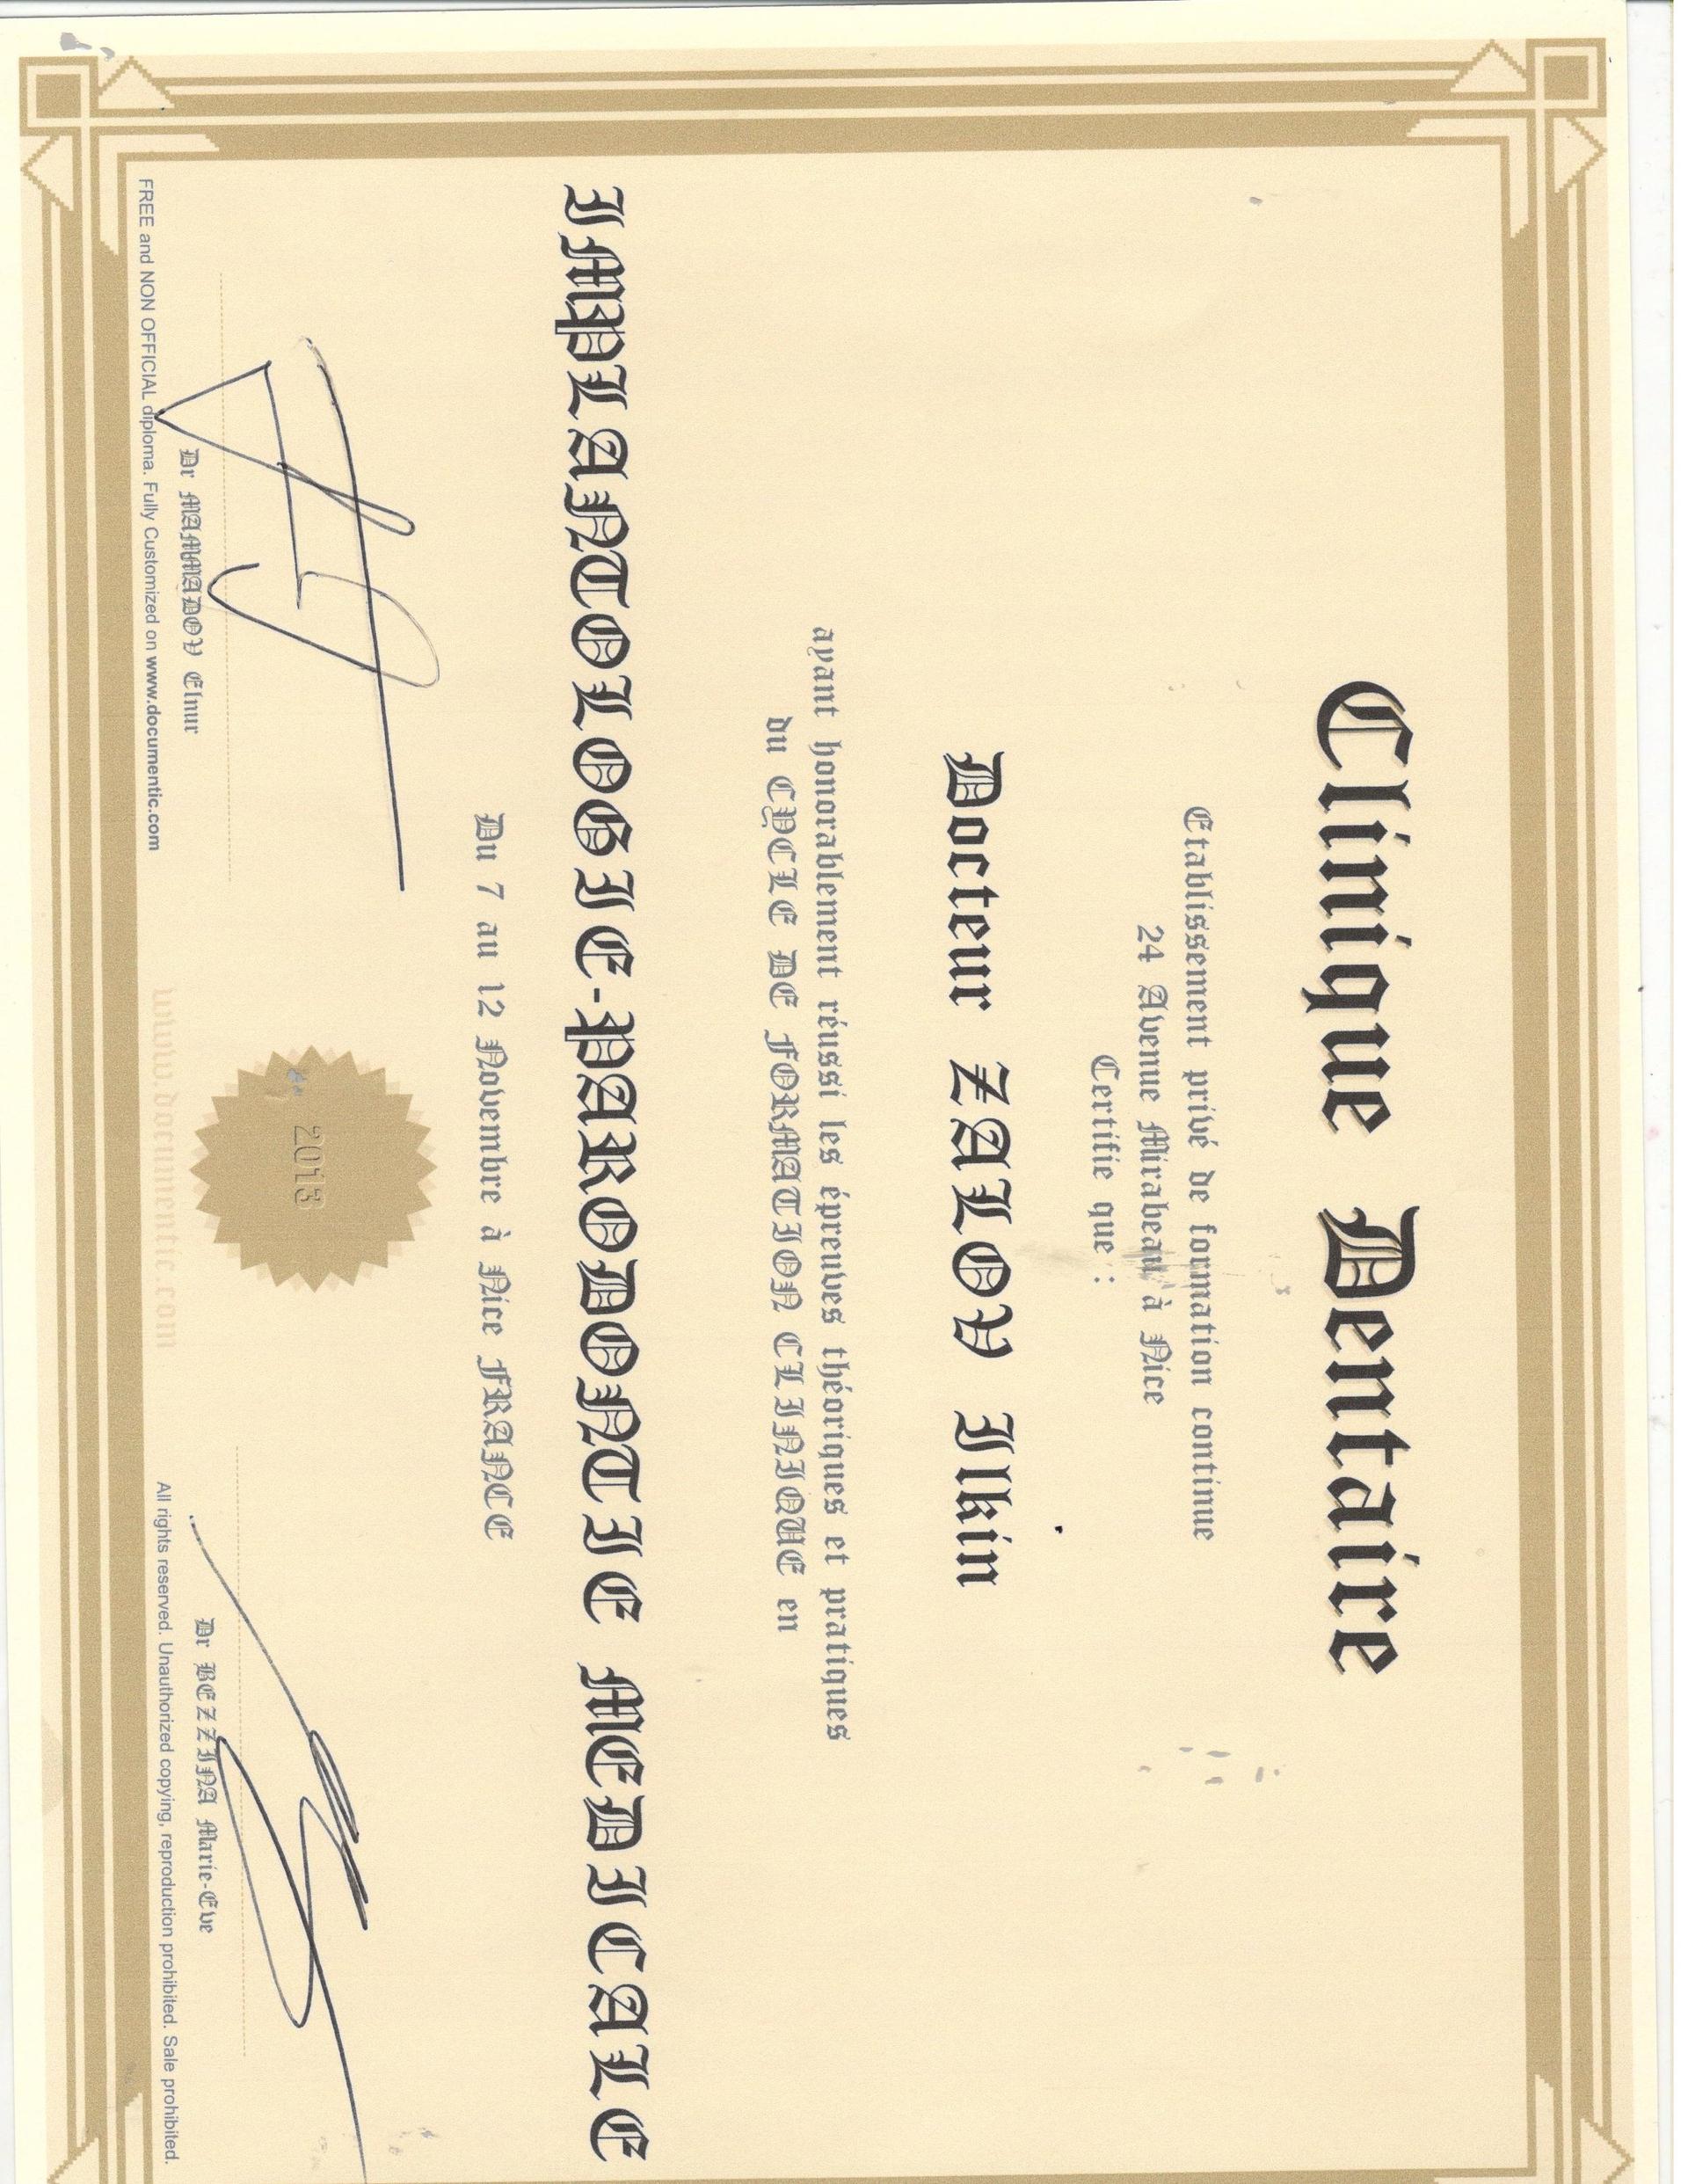 Clinique Dentaire
Etablissement privé de formation continue
24 Avenue Mirabeau à Nice
Certifie que :
Docteur ZALOV Ilkin
ayant honorablement réussi les épreuves théoriques et pratiques
du CYCLE DE FORMATION CLINIQUE en
IMPLANTOLOGIE-PARODONTIE MEDICALE
Du 7 au 12 Novembre à Nice FRANCE
2013
Dr MAMMADOV Elnur
Dr BEZZINA Marie-Eve
FREE and NON OFFICIAL diploma. Fully Customized on www.documentic.com
www.documentic.com
All rights reserved. Unauthorized copying, reproduction prohibited. Sale prohibited.